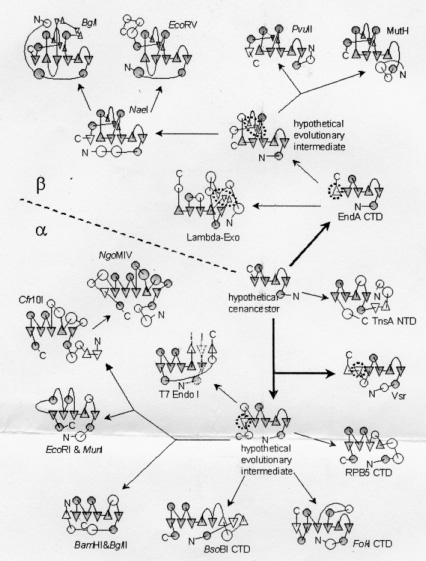 BglI
EcoRV
PvuII
MutH
NaeI
hypothetical
evolutionary
intermediate
β
Lambda-Exo
EndA CTD
α
NgoMIV
Cfr10I
hypothetical
cenancestor
TnsA NTD
T7 Endo I
Vsr
EcoRI & MunI
hypothetical
evolutionary
intermediate
RPB5 CTD
BamHI&BglII
BsoBI CTD
FokI CTD